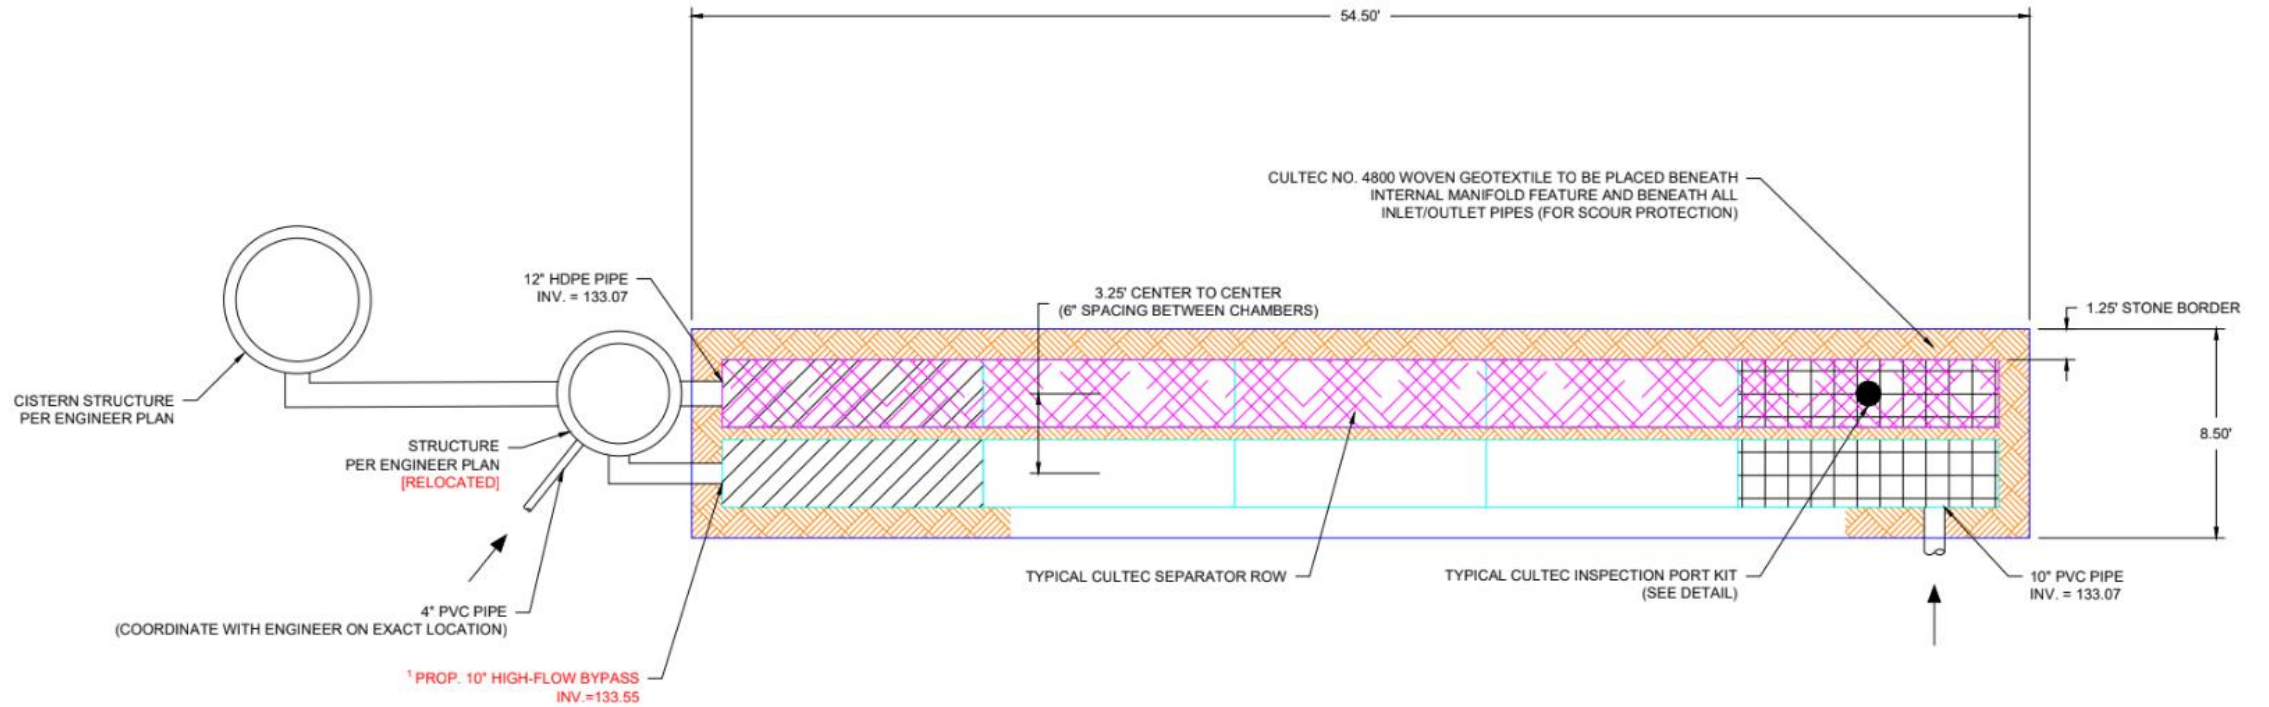 54.50'
CULTEC NO. 4800 WOVEN GEOTEXTILE TO BE PLACED BENEATH
INTERNAL MANIFOLD FEATURE AND BENEATH ALL
INLET/OUTLET PIPES (FOR SCOUR PROTECTION)
12" HDPE PIPE
INV. = 133.07
3.25' CENTER TO CENTER
(6" SPACING BETWEEN CHAMBERS)
1.25' STONE BORDER
CISTERN STRUCTURE
PER ENGINEER PLAN
STRUCTURE
PER ENGINEER PLAN
[RELOCATED]
8.50'
TYPICAL CULTEC SEPARATOR ROW
TYPICAL CULTEC INSPECTION PORT KIT
(SEE DETAIL)
10" PVC PIPE
INV. = 133.07
4" PVC PIPE
(COORDINATE WITH ENGINEER ON EXACT LOCATION)
¹ PROP. 10" HIGH-FLOW BYPASS
INV.=133.55